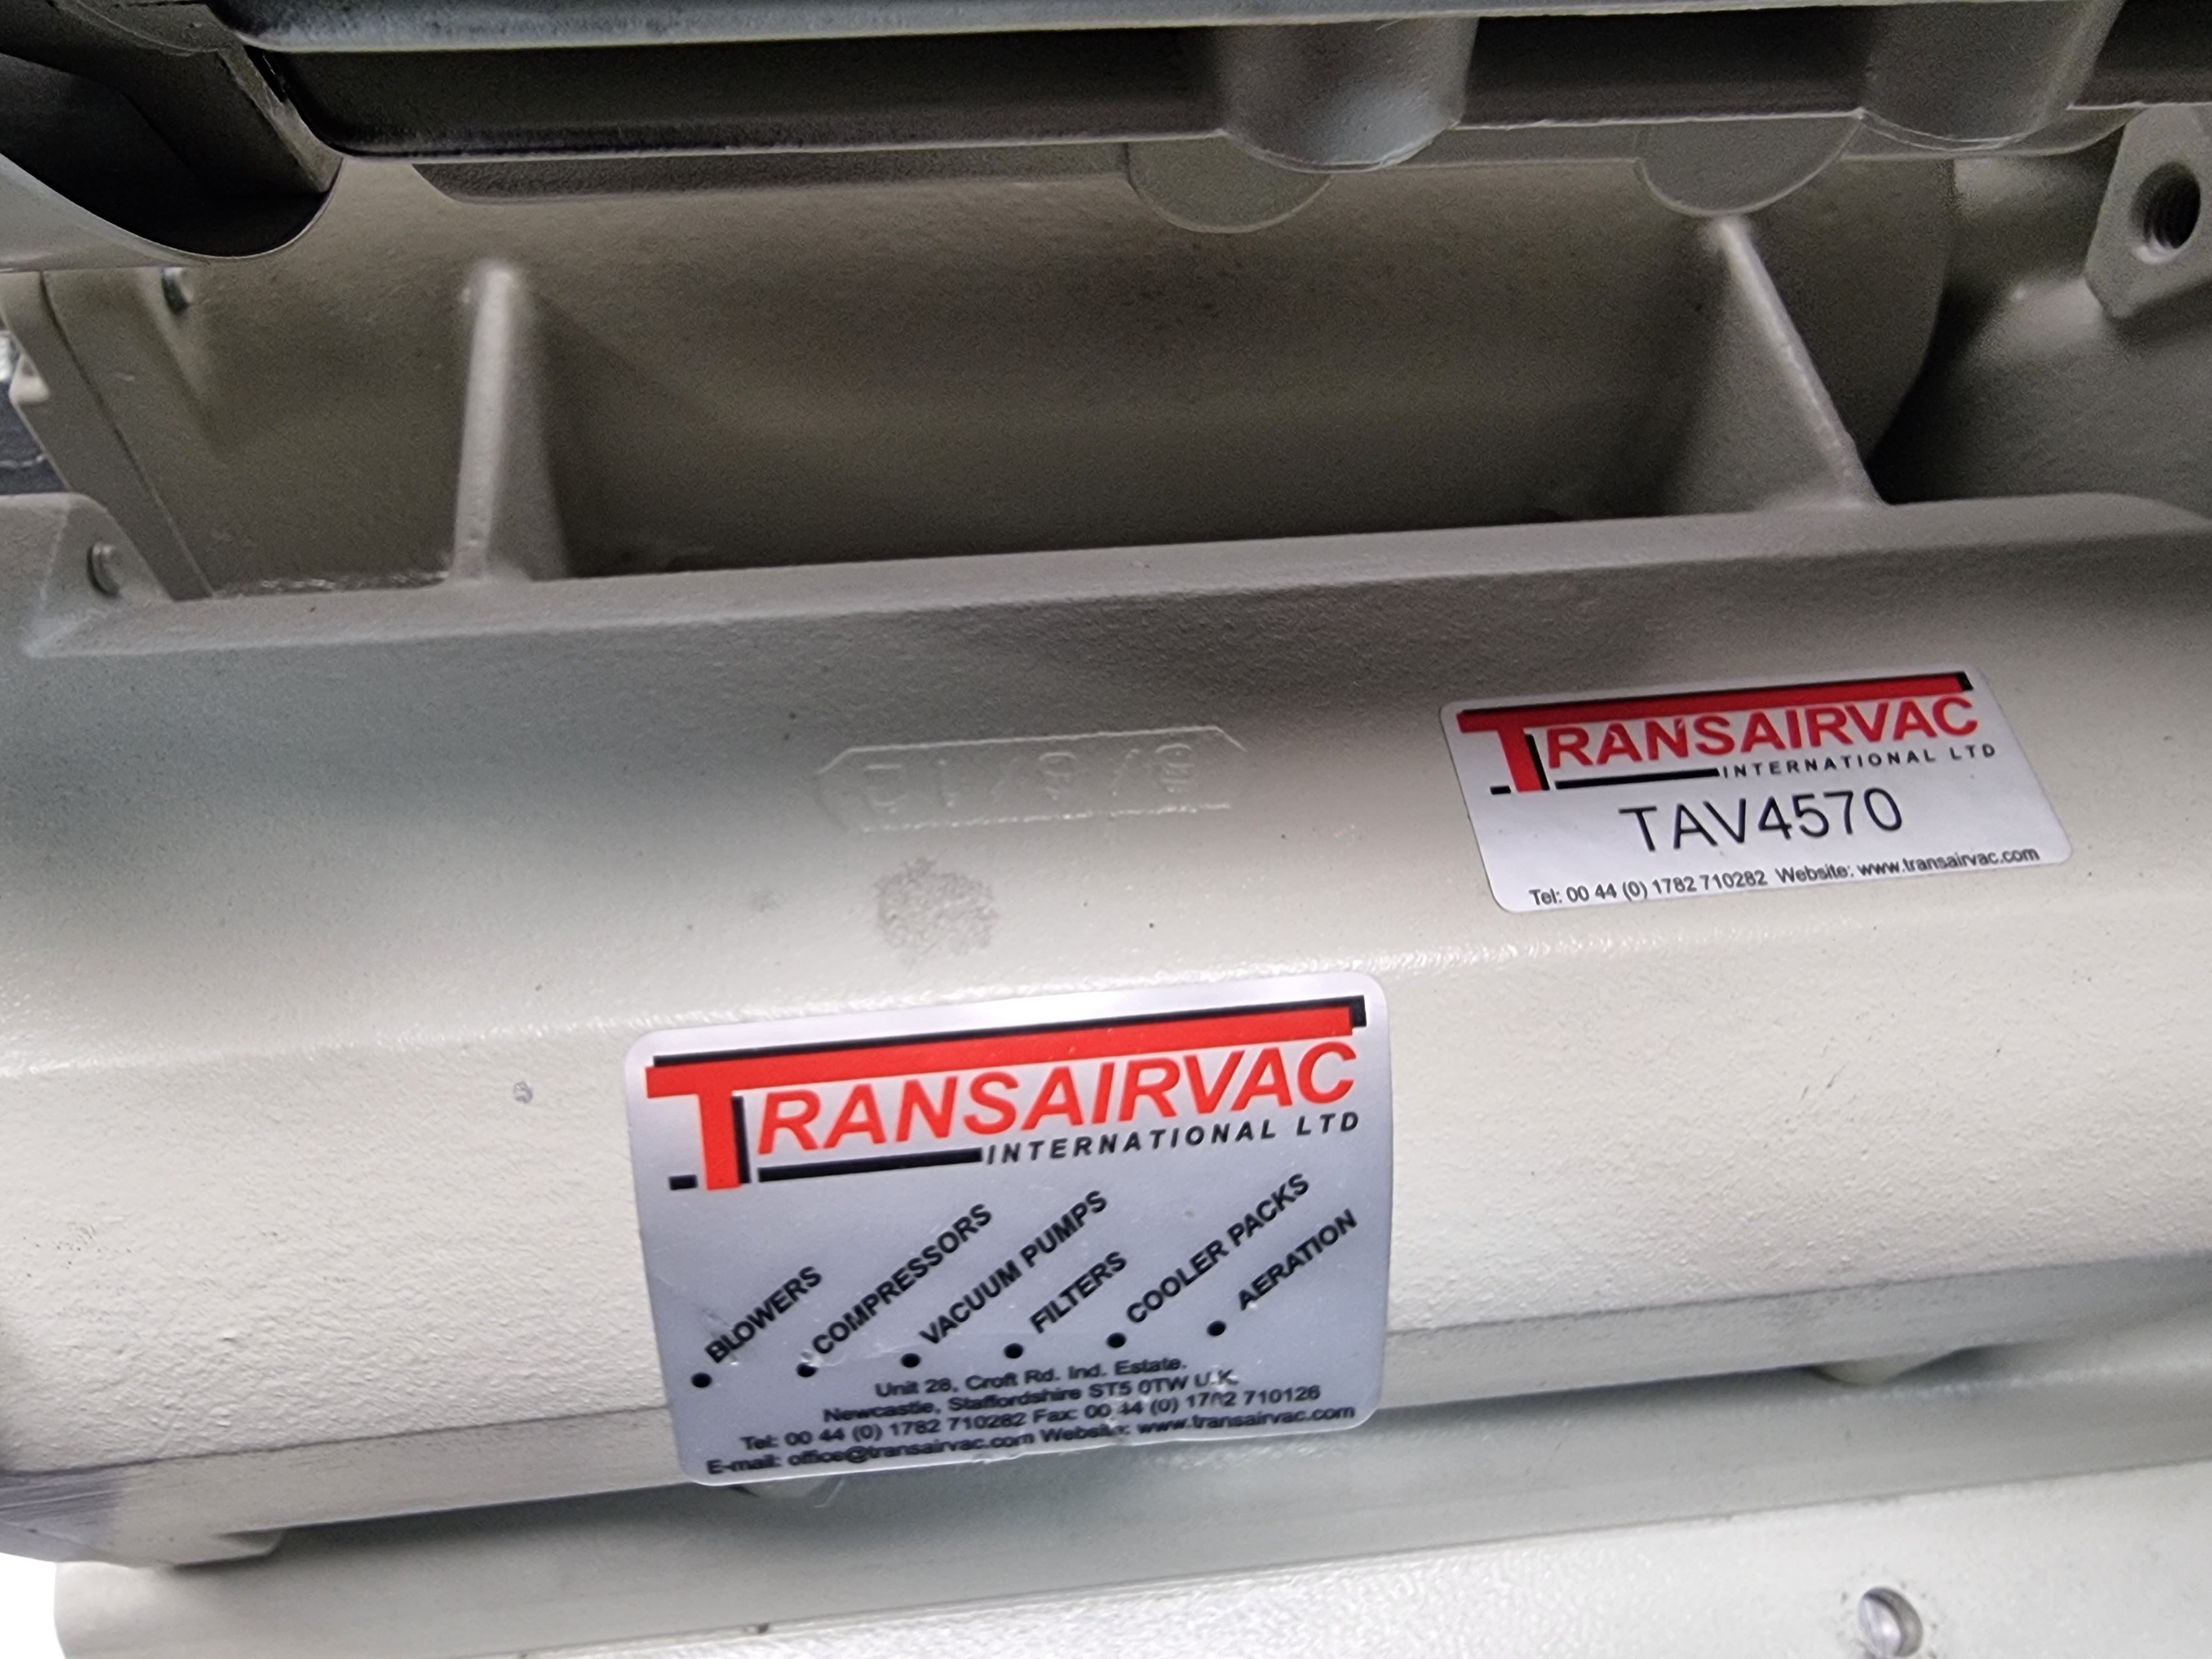 TRANSAIRVAC
INTERNATIONAL LTD
TAV4570
Tel: 00 44 (0) 1782 710282 Website: www.transairvac.com
TRANSAIRVAC
INTERNATIONAL LTD
• BLOWERS
• COMPRESSORS
• VACUUM PUMPS
• FILTERS
• COOLER PACKS
• AERATION
Unit 28, Croft Rd. Ind. Estate,
Newcastle, Staffordshire ST5 0TW U.K.
Tel: 00 44 (0) 1782 710282 Fax: 00 44 (0) 1782 710126
E-mail: office@transairvac.com Website: www.transairvac.com